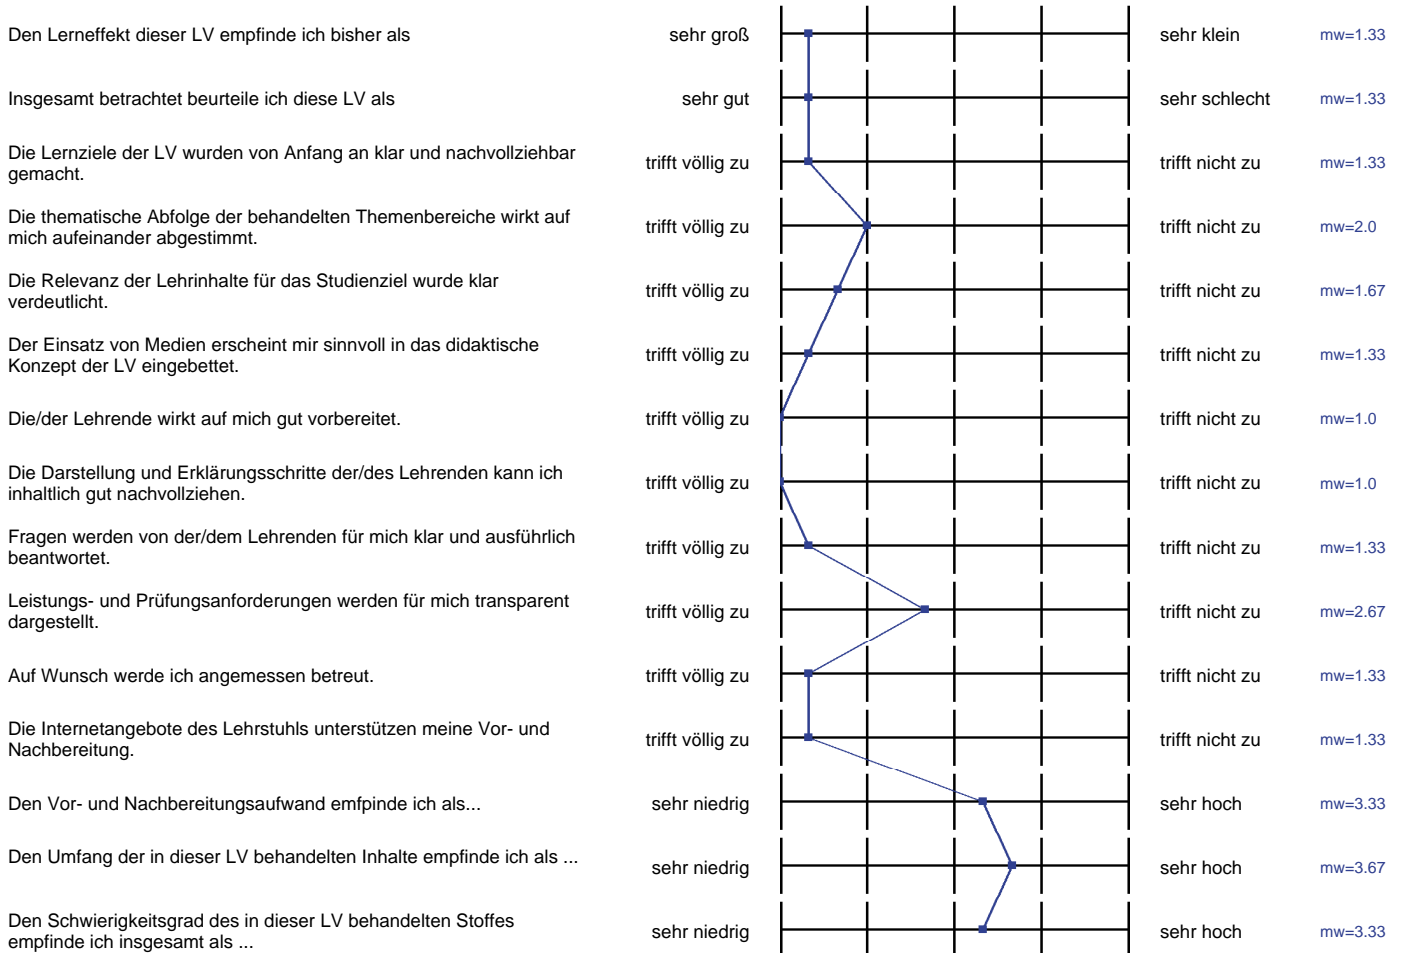 Den Lerneffekt dieser LV empfinde ich bisher als sehr groß sehr klein mw=1.33
Insgesamt betrachtet beurteile ich diese LV als sehr gut sehr schlecht mw=1.33
Die Lernziele der LV wurden von Anfang an klar und nachvollziehbar
gemacht.
trifft völlig zu trifft nicht zu mw=1.33
Die thematische Abfolge der behandelten Themenbereiche wirkt auf
mich aufeinander abgestimmt.
trifft völlig zu trifft nicht zu mw=2.0
Die Relevanz der Lehrinhalte für das Studienziel wurde klar
verdeutlicht.
trifft völlig zu trifft nicht zu mw=1.67
Der Einsatz von Medien erscheint mir sinnvoll in das didaktische
Konzept der LV eingebettet.
trifft völlig zu trifft nicht zu mw=1.33
Die/der Lehrende wirkt auf mich gut vorbereitet. trifft völlig zu trifft nicht zu mw=1.0
Die Darstellung und Erklärungsschritte der/des Lehrenden kann ich
inhaltlich gut nachvollziehen.
trifft völlig zu trifft nicht zu mw=1.0
Fragen werden von der/dem Lehrenden für mich klar und ausführlich
beantwortet.
trifft völlig zu trifft nicht zu mw=1.33
Leistungs- und Prüfungsanforderungen werden für mich transparent
dargestellt.
trifft völlig zu trifft nicht zu mw=2.67
Auf Wunsch werde ich angemessen betreut. trifft völlig zu trifft nicht zu mw=1.33
Die Internetangebote des Lehrstuhls unterstützen meine Vor- und
Nachbereitung.
trifft völlig zu trifft nicht zu mw=1.33
Den Vor- und Nachbereitungsaufwand emfpinde ich als... sehr niedrig sehr hoch mw=3.33
Den Umfang der in dieser LV behandelten Inhalte empfinde ich als ... sehr niedrig sehr hoch mw=3.67
Den Schwierigkeitsgrad des in dieser LV behandelten Stoffes
empfinde ich insgesamt als ...
sehr niedrig sehr hoch mw=3.33